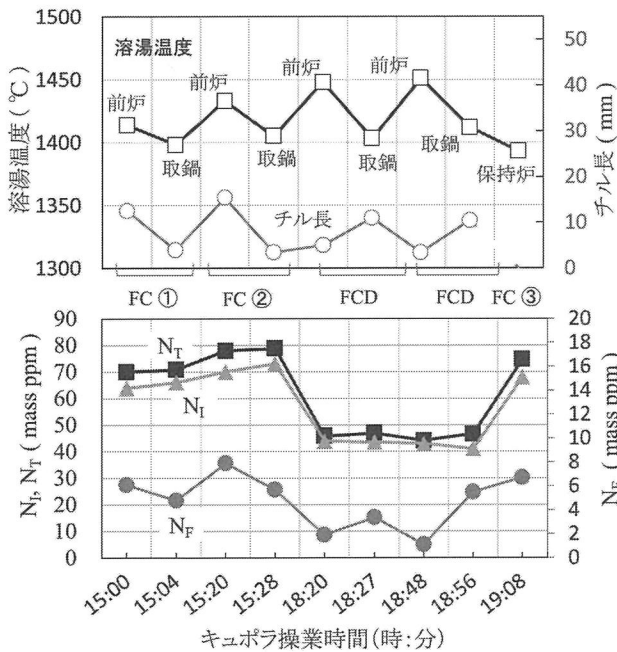 1500
1450
1400
1350
1300
溶湯温度 ( ℃ )
50
40
30
20
10
0
チル長 ( mm )
溶湯温度
前炉
取鍋
前炉
取鍋
前炉
取鍋
前炉
取鍋
保持炉
チル長
FC ①
FC ②
FCD
FCD
FC ③
90
80
70
60
50
40
30
20
10
0
N_I, N_T ( mass ppm )
20
18
16
14
12
10
8
6
4
2
0
N_F ( mass ppm )
N_T
N_I
N_F
15:00
15:04
15:20
15:28
18:20
18:27
18:48
18:56
19:08
キュポラ操業時間(時:分)